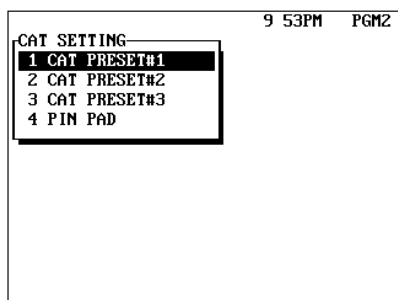 9 53PM PGM2
CAT SETTING
1 CAT PRESET#1
2 CAT PRESET#2
3 CAT PRESET#3
4 PIN PAD